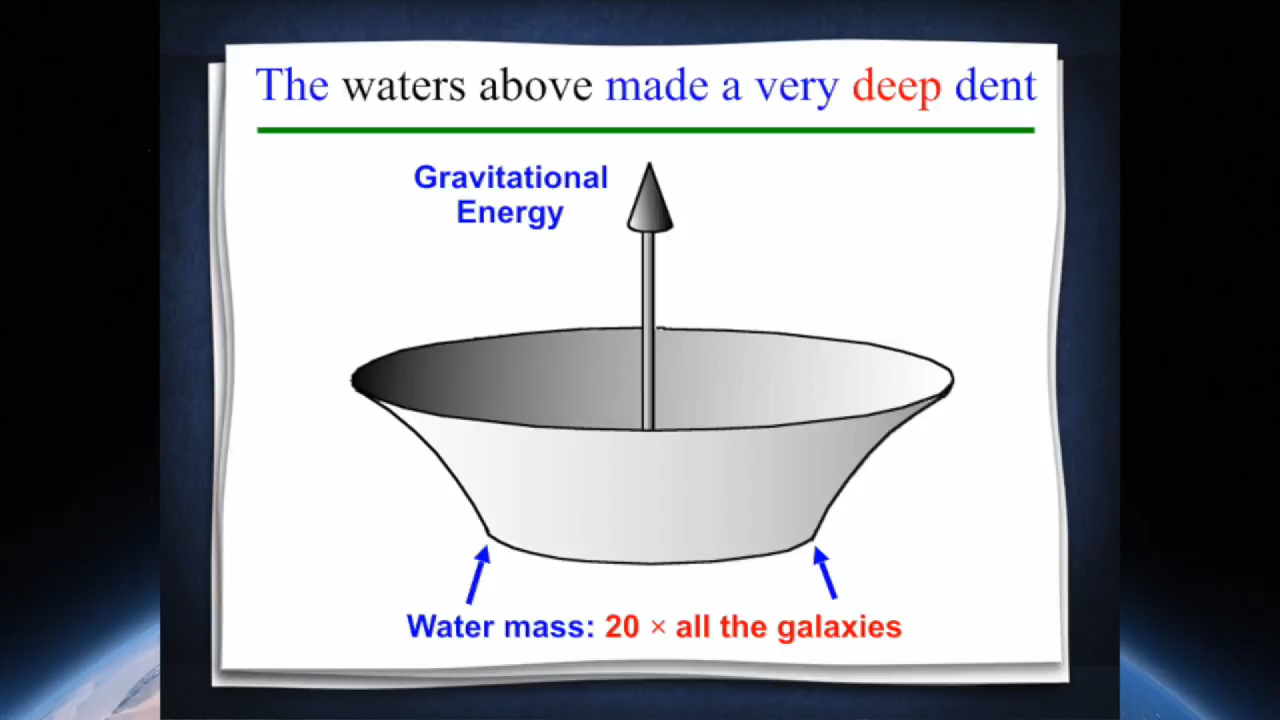 The waters above made a very deep dent
Gravitational
Energy
Water mass: 20 × all the galaxies